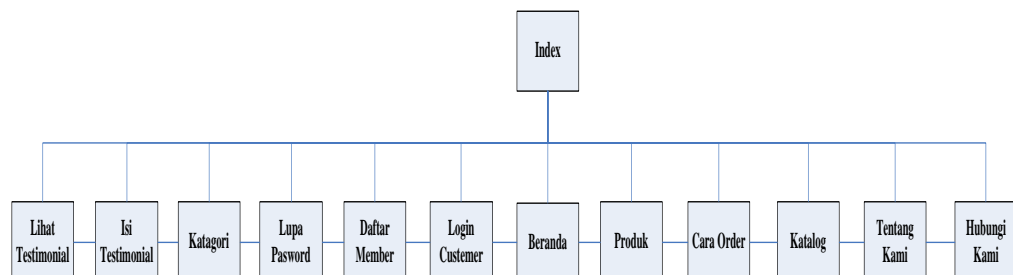 Index
Lihat
Testimonial
Isi
Testimonial
Katagori
Lupa
Pasword
Daftar
Member
Login
Custemer
Beranda
Produk
Cara Order
Katalog
Tentang
Kami
Hubungi
Kami